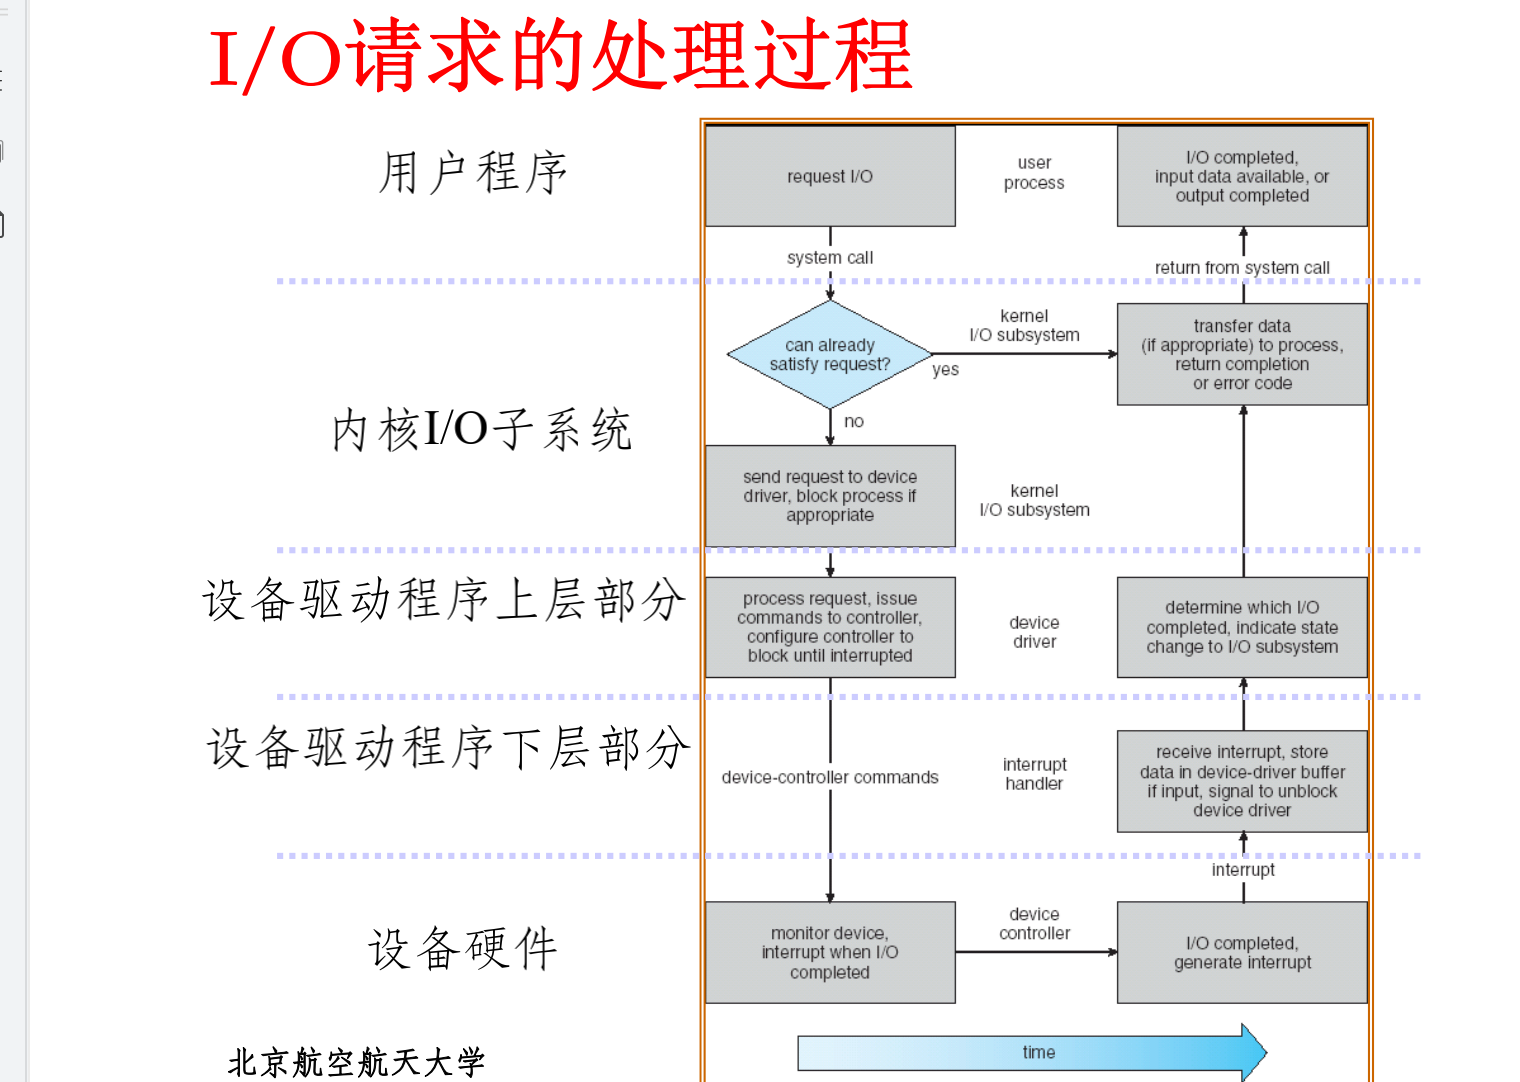 I/O请求的处理过程
用户程序
request I/O
user
process
I/O completed,
input data available, or
output completed
system call
return from system call
内核I/O子系统
can already
satisfy request?
kernel
I/O subsystem
yes
transfer data
(if appropriate) to process,
return completion
or error code
no
send request to device
driver, block process if
appropriate
kernel
I/O subsystem
设备驱动程序上层部分
process request, issue
commands to controller,
configure controller to
block until interrupted
device
driver
determine which I/O
completed, indicate state
change to I/O subsystem
设备驱动程序下层部分
device-controller commands
interrupt
handler
receive interrupt, store
data in device-driver buffer
if input, signal to unblock
device driver
interrupt
设备硬件
monitor device,
interrupt when I/O
completed
device
controller
I/O completed,
generate interrupt
time
北京航空航天大学